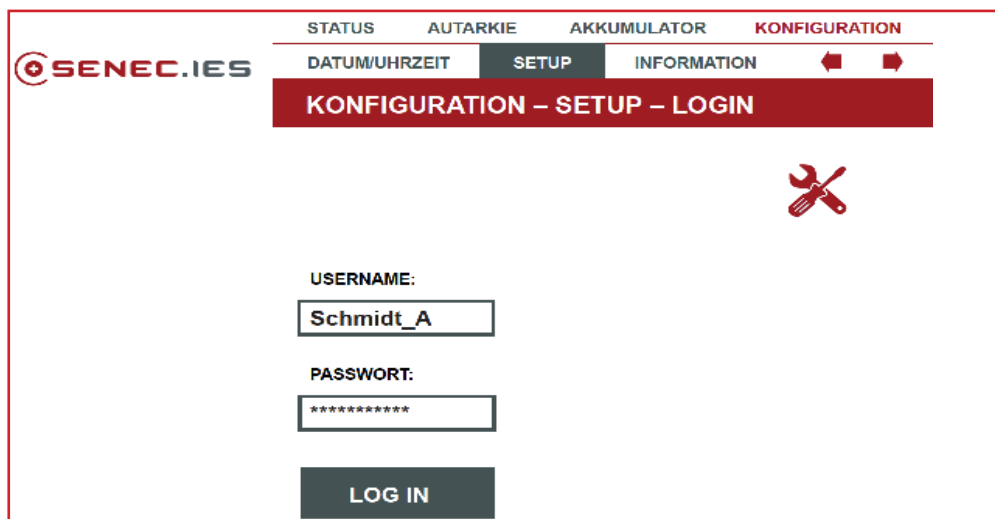 STATUS AUTARKIE AKKUMULATOR KONFIGURATION
SENEC.IES
DATUM/UHRZEIT SETUP INFORMATION
KONFIGURATION – SETUP – LOGIN
USERNAME:
Schmidt_A
PASSWORT:
***********
LOG IN